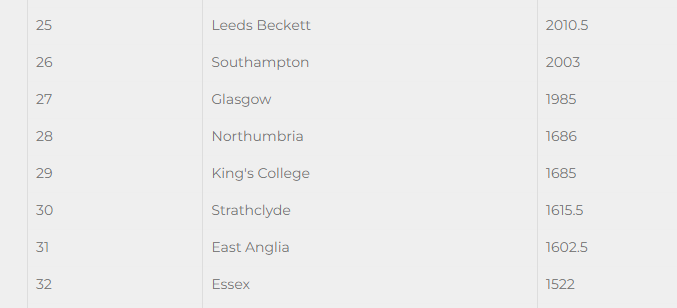 25 Leeds Beckett 2010.5
26 Southampton 2003
27 Glasgow 1985
28 Northumbria 1686
29 King's College 1685
30 Strathclyde 1615.5
31 East Anglia 1602.5
32 Essex 1522